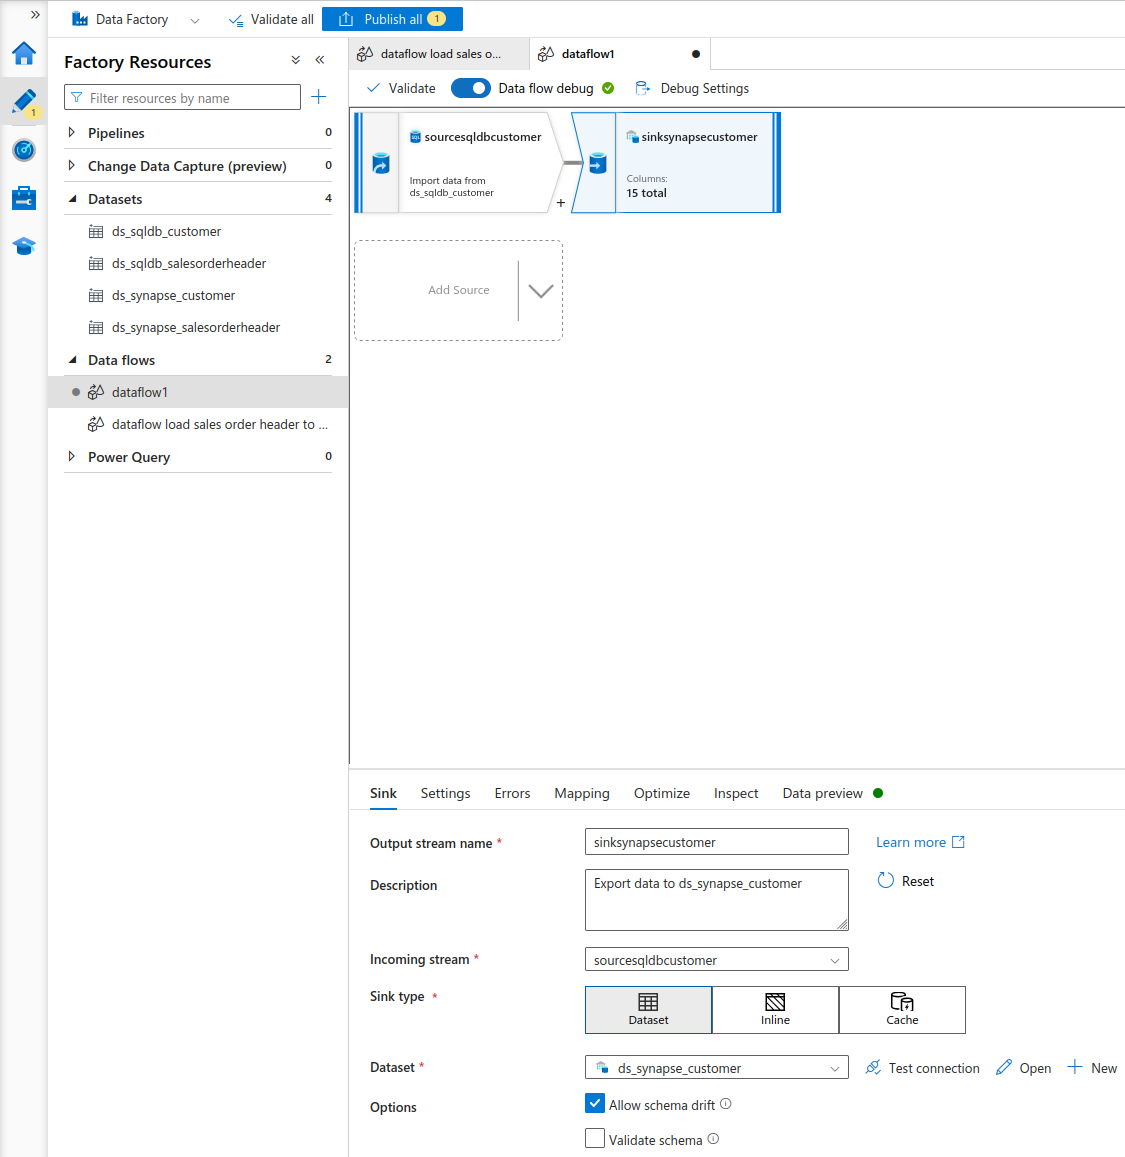 Data Factory
Validate all
Publish all 1
1
Factory Resources
Filter resources by name
Pipelines 0
Change Data Capture (preview) 0
Datasets 4
ds_sqldb_customer
ds_sqldb_salesorderheader
ds_synapse_customer
ds_synapse_salesorderheader
Data flows 2
dataflow1
dataflow load sales order header to ...
Power Query 0
dataflow load sales o...
dataflow1
Validate
Data flow debug
Debug Settings
SQL
sourcesqldbcustomer
Import data from
ds_sqldb_customer
+
sinksynapsecustomer
Columns:
15 total
Add Source
Sink
Settings
Errors
Mapping
Optimize
Inspect
Data preview
Output stream name *
sinksynapsecustomer
Learn more
Description
Export data to ds_synapse_customer
Reset
Incoming stream *
sourcesqldbcustomer
Sink type *
Dataset
Inline
Cache
Dataset *
ds_synapse_customer
Test connection
Open
New
Options
Allow schema drift
Validate schema